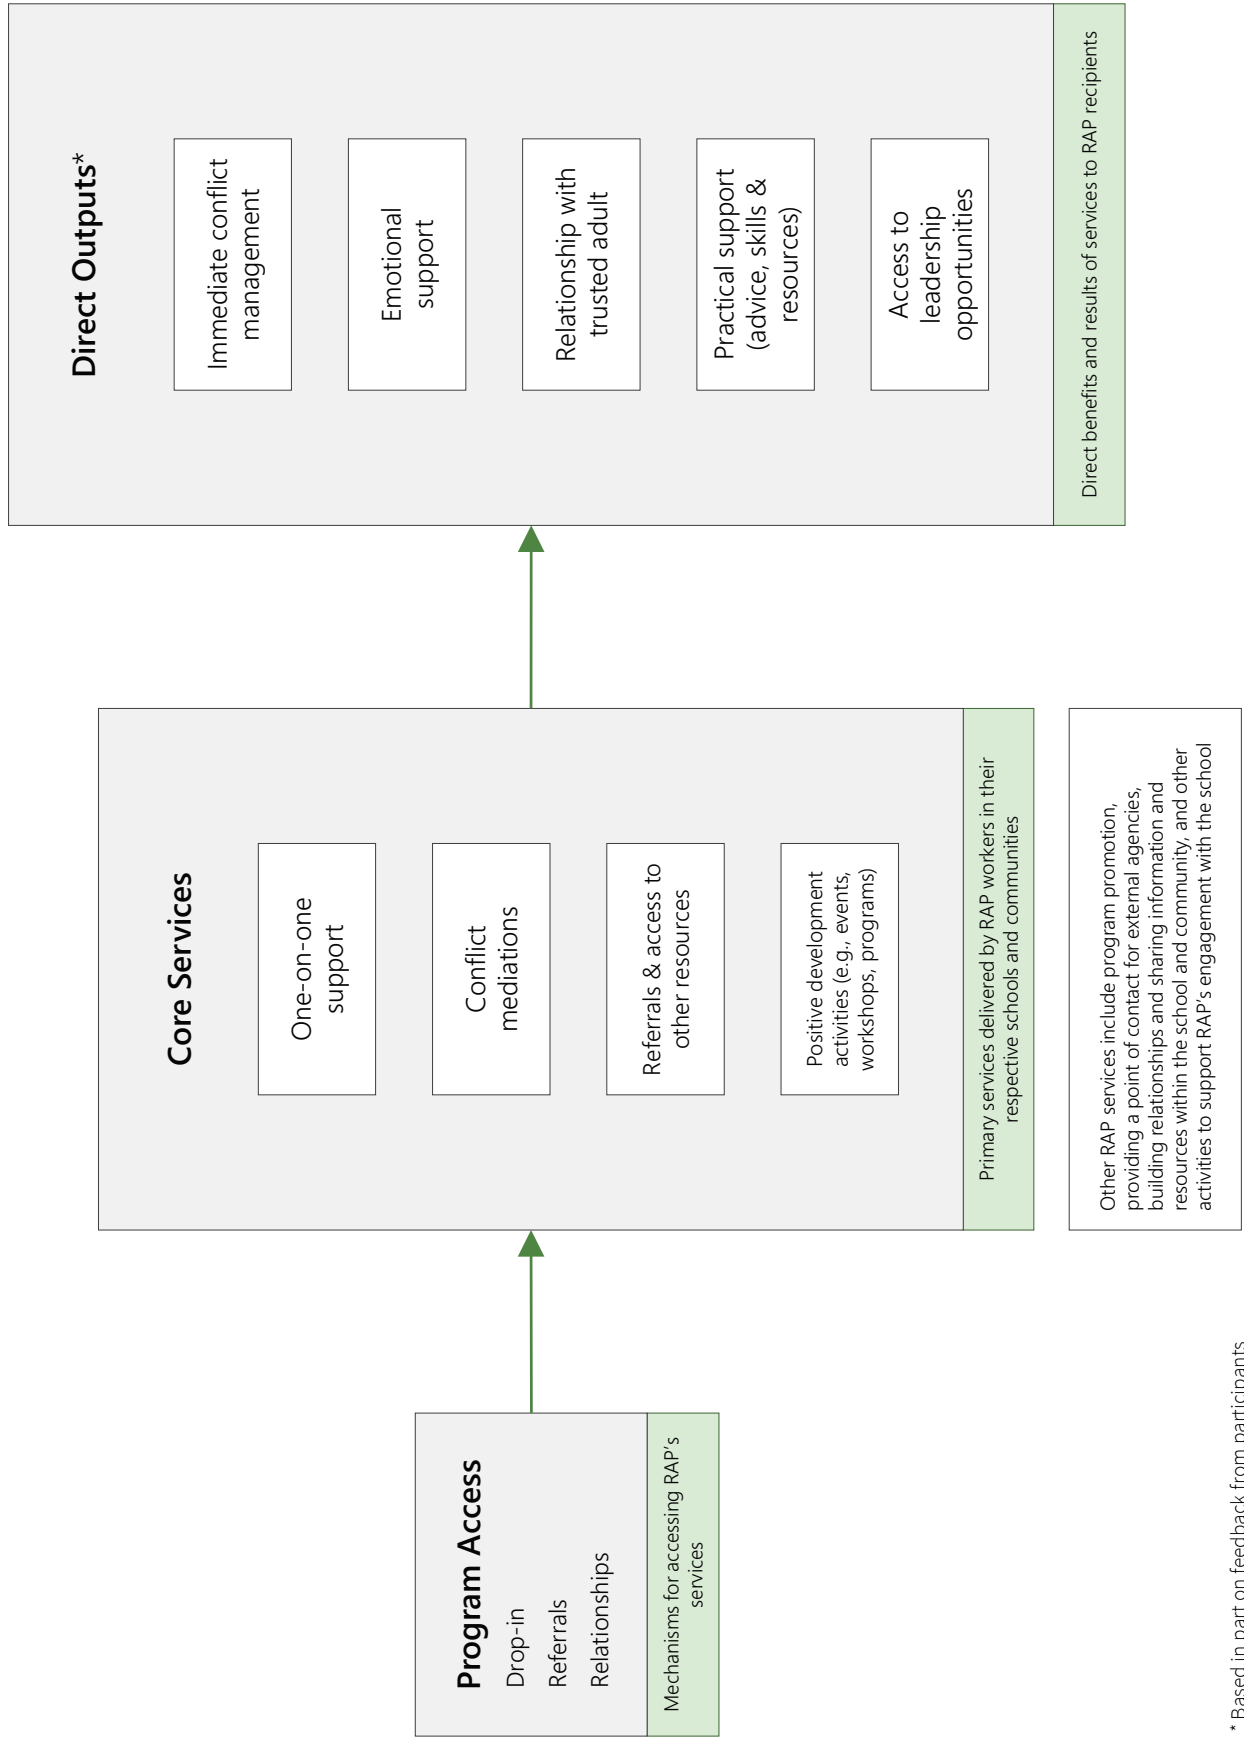 Program Access
Drop-in
Referrals
Relationships
Mechanisms for accessing RAP’s
services
Core Services
One-on-one
support
Conflict
mediations
Referrals & access to
other resources
Positive development
activities (e.g., events,
workshops, programs)
Primary services delivered by RAP workers in their
respective schools and communities
Other RAP services include program promotion,
providing a point of contact for external agencies,
building relationships and sharing information and
resources within the school and community, and other
activities to support RAP’s engagement with the school
Direct Outputs*
Immediate conflict
management
Emotional
support
Relationship with
trusted adult
Practical support
(advice, skills &
resources)
Access to
leadership
opportunities
Direct benefits and results of services to RAP recipients
* Based in part on feedback from participants